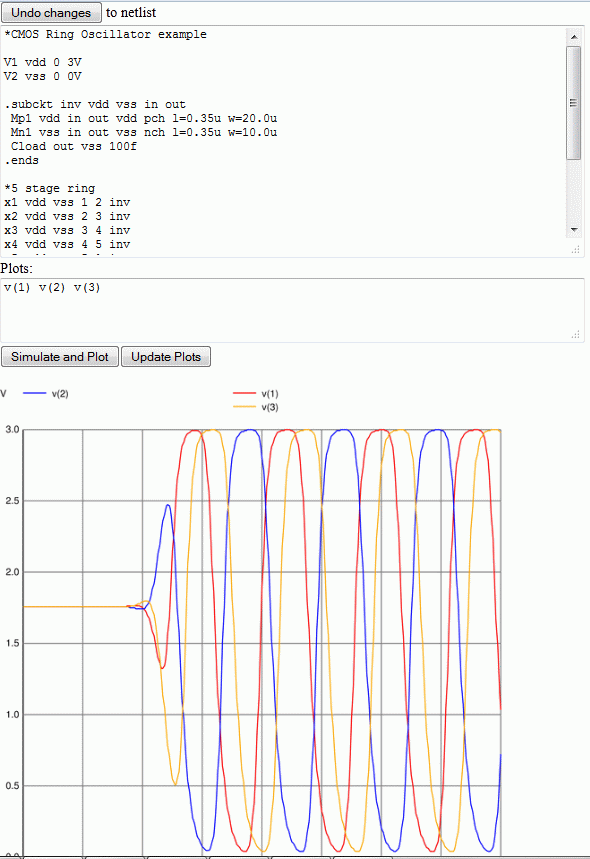 Undo changes to netlist
*CMOS Ring Oscillator example
V1 vdd 0 3V
V2 vss 0 0V
.subckt inv vdd vss in out
Mp1 vdd in out vdd pch l=0.35u w=20.0u
Mn1 vss in out vss nch l=0.35u w=10.0u
Cload out vss 100f
.ends
*5 stage ring
x1 vdd vss 1 2 inv
x2 vdd vss 2 3 inv
x3 vdd vss 3 4 inv
x4 vdd vss 4 5 inv
Plots:
v(1) v(2) v(3)
Simulate and Plot Update Plots
V v(2) v(1)
v(3)
3.0
2.5
2.0
1.5
1.0
0.5